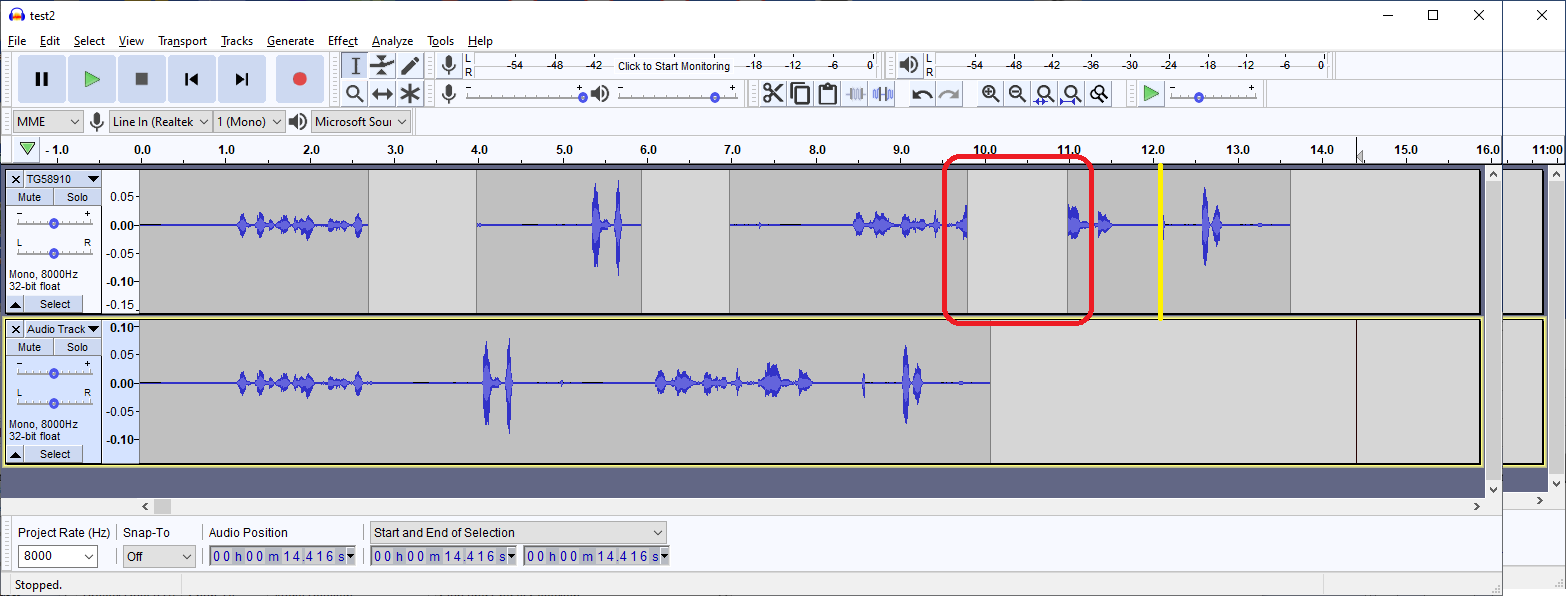 test2
File Edit Select View Transport Tracks Generate Effect Analyze Tools Help
L R -54 -48 -42 Click to Start Monitoring -18 -12 -6 0 L R -54 -48 -42 -36 -30 -24 -18 -12 -6 0
- + - + - +
MME Line In (Realtek 1 (Mono) Microsoft Sour
- 1.0 0.0 1.0 2.0 3.0 4.0 5.0 6.0 7.0 8.0 9.0 10.0 11.0 12.0 13.0 14.0 15.0 16.0 11:00
TG58910
Mute Solo 0.05
- + 0.00
L R -0.05
Mono, 8000Hz -0.10
32-bit float
Select -0.15
Audio Track 0.10
Mute Solo 0.05
- + 0.00
L R -0.05
Mono, 8000Hz
32-bit float -0.10
Select
Project Rate (Hz) Snap-To Audio Position Start and End of Selection
8000 Off 00 h 00 m 14.416 s 00 h 00 m 14.416 s 00 h 00 m 14.416 s
Stopped.